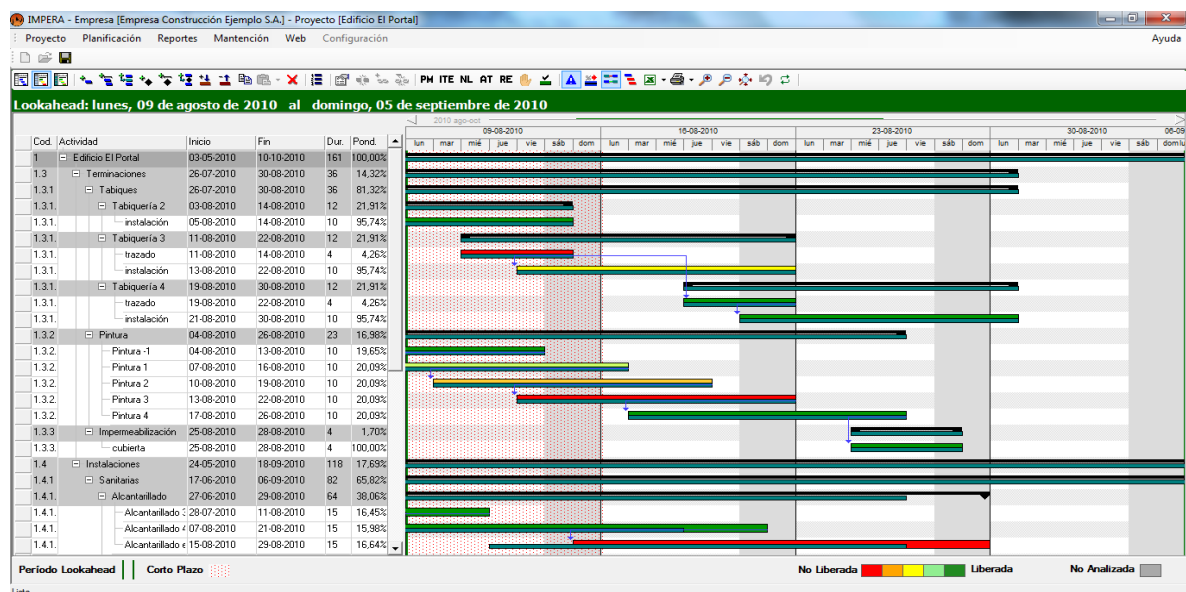 IMPERA - Empresa [Empresa Construcción Ejemplo S.A.] - Proyecto [Edificio El Portal]
Proyecto Planificación Reportes Mantención Web Configuración Ayuda
PM ITE NL AT RE
Lookahead: lunes, 09 de agosto de 2010 al domingo, 05 de septiembre de 2010
2010 ago-oct
09-08-2010 16-08-2010 23-08-2010 30-08-2010 06-09
Cod. Actividad Inicio Fin Dur. Pond. lun mar mié jue vie sáb dom lun mar mié jue vie sáb dom lun mar mié jue vie sáb dom lun mar mié jue vie sáb dom lu
1 Edificio El Portal 03-05-2010 10-10-2010 161 100,00%
1.3 Terminaciones 26-07-2010 30-08-2010 36 14,32%
1.3.1 Tabiques 26-07-2010 30-08-2010 36 81,32%
1.3.1. Tabiquería 2 03-08-2010 14-08-2010 12 21,91%
1.3.1. instalación 05-08-2010 14-08-2010 10 95,74%
1.3.1. Tabiquería 3 11-08-2010 22-08-2010 12 21,91%
1.3.1. trazado 11-08-2010 14-08-2010 4 4,26%
1.3.1. instalación 13-08-2010 22-08-2010 10 95,74%
1.3.1. Tabiquería 4 19-08-2010 30-08-2010 12 21,91%
1.3.1. trazado 19-08-2010 22-08-2010 4 4,26%
1.3.1. instalación 21-08-2010 30-08-2010 10 95,74%
1.3.2 Pintura 04-08-2010 26-08-2010 23 16,98%
1.3.2. Pintura -1 04-08-2010 13-08-2010 10 19,65%
1.3.2. Pintura 1 07-08-2010 16-08-2010 10 20,09%
1.3.2. Pintura 2 10-08-2010 19-08-2010 10 20,09%
1.3.2. Pintura 3 13-08-2010 22-08-2010 10 20,09%
1.3.2. Pintura 4 17-08-2010 26-08-2010 10 20,09%
1.3.3 Impermeabilización 25-08-2010 28-08-2010 4 1,70%
1.3.3. cubierta 25-08-2010 28-08-2010 4 100,00%
1.4 Instalaciones 24-05-2010 18-09-2010 118 17,69%
1.4.1 Sanitarias 17-06-2010 06-09-2010 82 65,82%
1.4.1. Alcantarillado 27-06-2010 29-08-2010 64 38,06%
1.4.1. Alcantarillado 28-07-2010 11-08-2010 15 16,45%
1.4.1. Alcantarillado 07-08-2010 21-08-2010 15 15,98%
1.4.1. Alcantarillado e 15-08-2010 29-08-2010 15 16,64%
Período Lookahead Corto Plazo No Liberada Liberada No Analizada